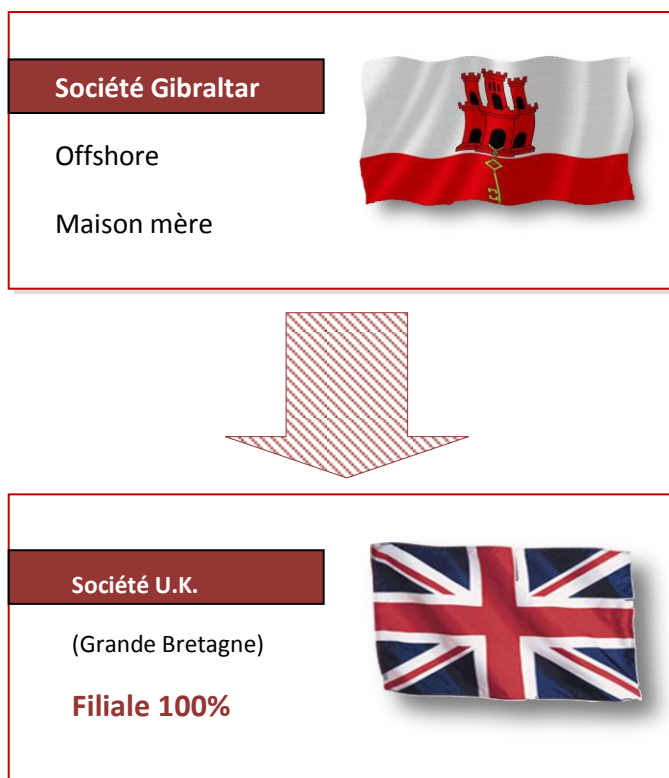 Société Gibraltar
Offshore
Maison mère
Société U.K.
(Grande Bretagne)
Filiale 100%